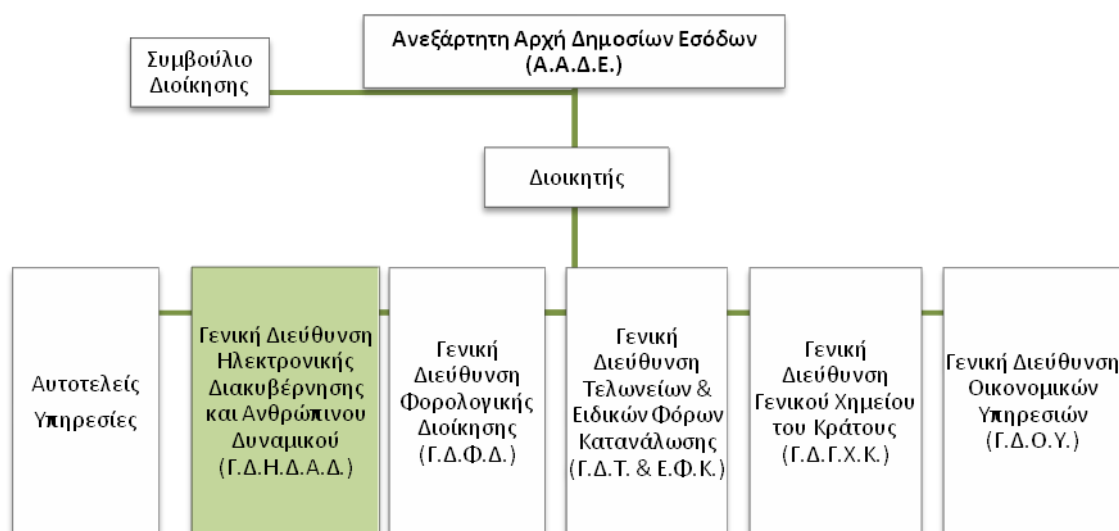 Ανεξάρτητη Αρχή Δημοσίων Εσόδων
(Α.Α.Δ.Ε.)
Συμβούλιο
Διοίκησης
Διοικητής
Αυτοτελείς
Υπηρεσίες
Γενική Διεύθυνση
Ηλεκτρονικής
Διακυβέρνησης
και Ανθρώπινου
Δυναμικού
(Γ.Δ.Η.Δ.Α.Δ.)
Γενική
Διεύθυνση
Φορολογικής
Διοίκησης
(Γ.Δ.Φ.Δ.)
Γενική
Διεύθυνση
Τελωνείων &
Ειδικών Φόρων
Κατανάλωσης
(Γ.Δ.Τ. & Ε.Φ.Κ.)
Γενική
Διεύθυνση
Γενικού Χημείου
του Κράτους
(Γ.Δ.Γ.Χ.Κ.)
Γενική Διεύθυνση
Οικονομικών
Υπηρεσιών
(Γ.Δ.Ο.Υ.)